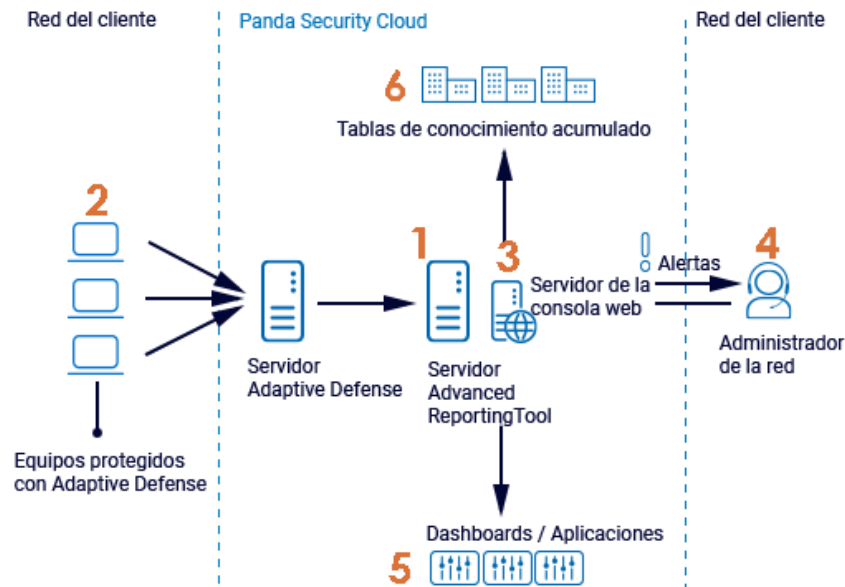 Red del cliente
Panda Security Cloud
Red del cliente
6
Tablas de conocimiento acumulado
2
1
3
4
Alertas
Servidor de la
consola web
Administrador
de la red
Servidor
Adaptive Defense
Servidor
Advanced
ReportingTool
Equipos protegidos
con Adaptive Defense
Dashboards / Aplicaciones
5